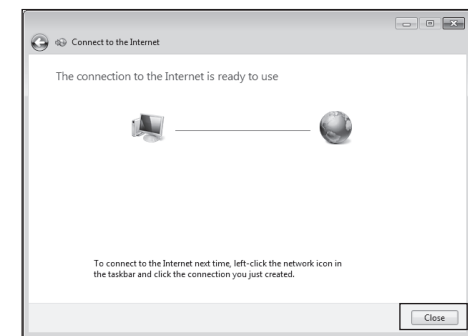 Connect to the Internet
The connection to the Internet is ready to use
To connect to the Internet next time, left-click the network icon in
the taskbar and click the connection you just created.
Close